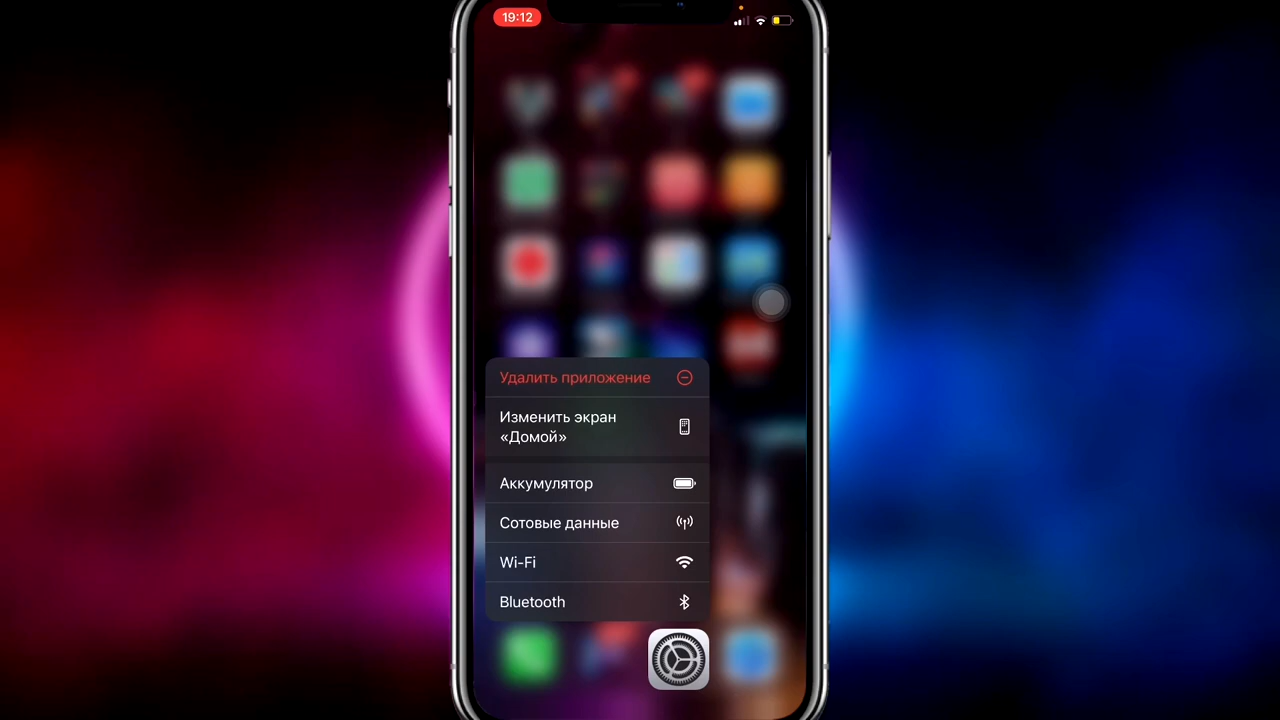 19:12
Удалить приложение
Изменить экран
«Домой»
Аккумулятор
Сотовые данные
Wi-Fi
Bluetooth